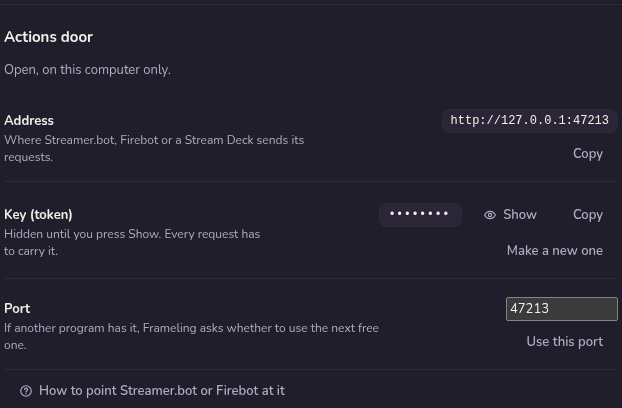 Actions door
Open, on this computer only.
Address
http://127.0.0.1:47213
Where Streamer.bot, Firebot or a Stream Deck sends its
requests.
Copy
Key (token)
••••••••
Show
Copy
Hidden until you press Show. Every request has
to carry it.
Make a new one
Port
47213
If another program has it, Frameling asks whether to use the next free
one.
Use this port
How to point Streamer.bot or Firebot at it